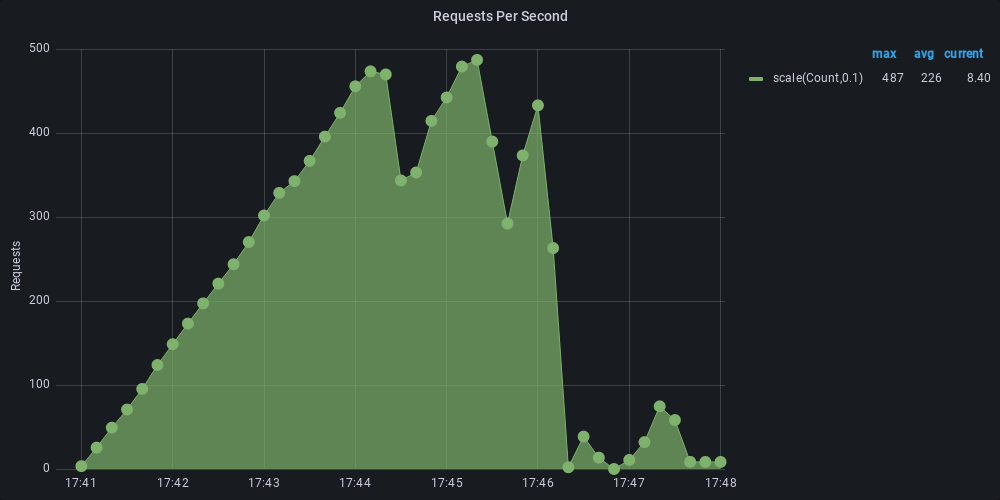 Requests Per Second
500
400
300
200
100
0
Requests
17:41 17:42 17:43 17:44 17:45 17:46 17:47 17:48
max avg current
scale(Count,0.1) 487 226 8.40